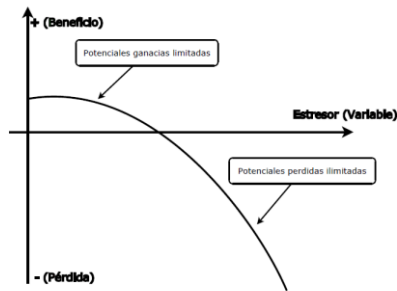 + (Beneficio)
Potenciales ganacias limitadas
Estresor (Variable)
Potenciales perdidas ilimitadas
- (Pérdida)